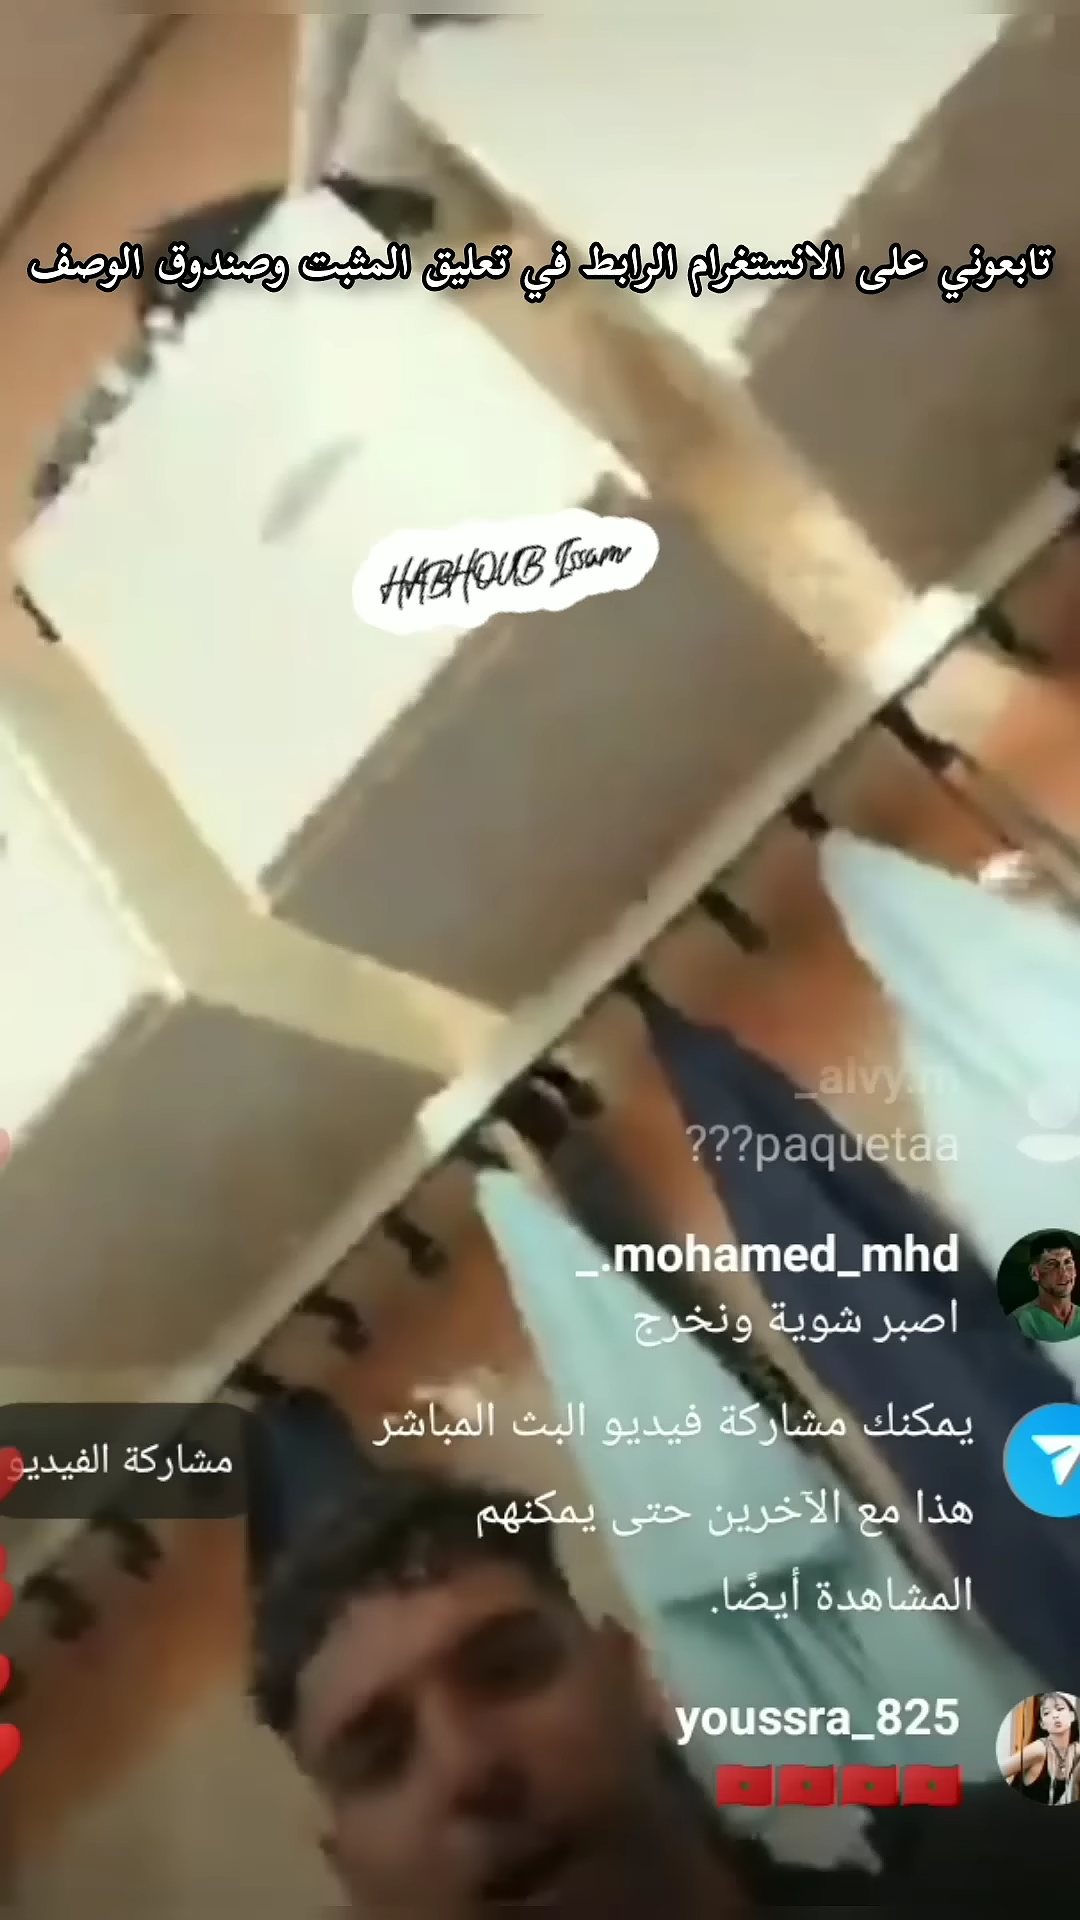 تابعوني على الانستغرام الرابط في تعليق المثبت وصندوق الوصف
HABHOUB Issam
_alvy.m
???paquetaa
_.mohamed_mhd
اصبر شوية ونخرج
يمكنك مشاركة فيديو البث المباشر
هذا مع الآخرين حتى يمكنهم
المشاهدة أيضًا.
مشاركة الفيديو
youssra_825
🇲🇦🇲🇦🇲🇦🇲🇦